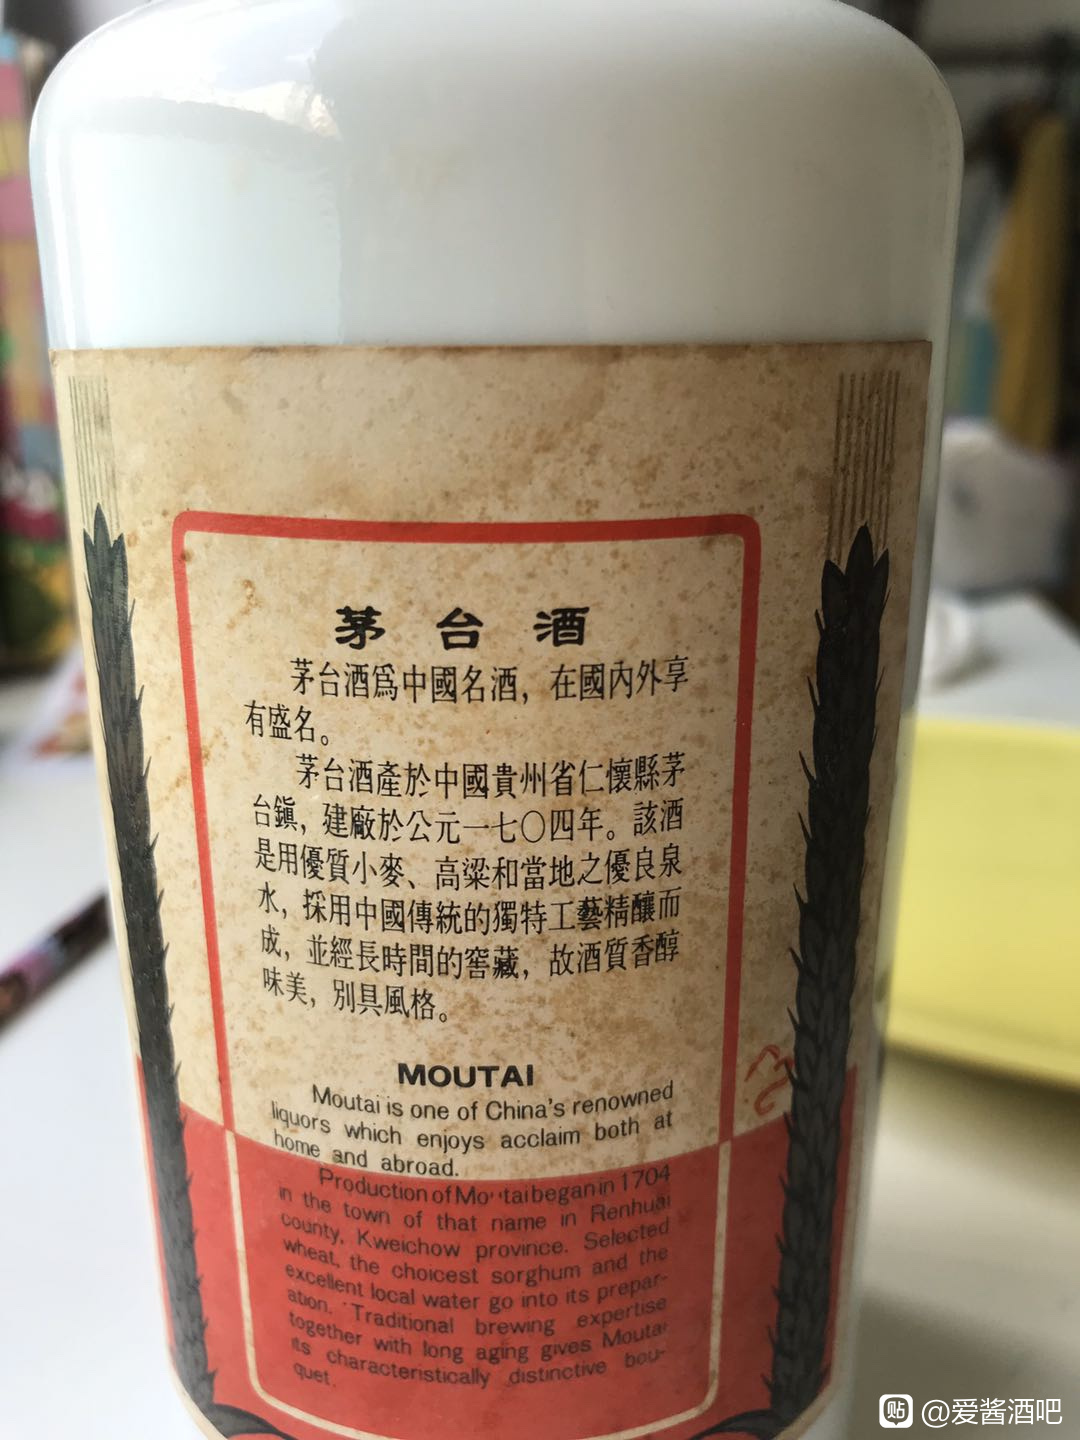 茅台酒
茅台酒爲中國名酒，在國內外享
有盛名。
茅台酒產於中國貴州省仁懷縣茅
台鎮，建廠於公元一七〇四年。該酒
是用優質小麥、高粱和當地之優良泉
水，採用中國傳統的獨特工藝精釀而
成，並經長時間的窖藏，故酒質香醇
味美，別具風格。
MOUTAI
Moutai is one of China's renowned
liquors which enjoys acclaim both at
home and abroad.
Production of Moutai began in 1704
in the town of that name in Renhuai
county, Kweichow province. Selected
wheat, the choicest sorghum and the
excellent local water go into its prepar-
ation. Traditional brewing expertise
together with long aging gives Moutai
its characteristically distinctive bou-
quet.
贴 @爱酱酒吧